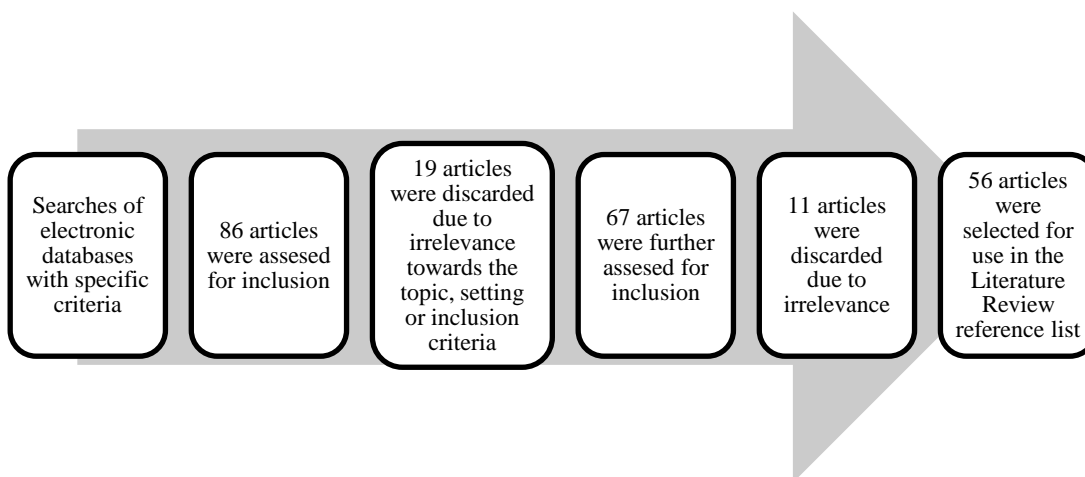 Searches of
electronic
databases
with specific
criteria
86 articles
were assesed
for inclusion
19 articles
were discarded
due to
irrelevance
towards the
topic, setting
or inclusion
criteria
67 articles
were further
assesed for
inclusion
11 articles
were
discarded
due to
irrelevance
56 articles
were
selected for
use in the
Literature
Review
reference list